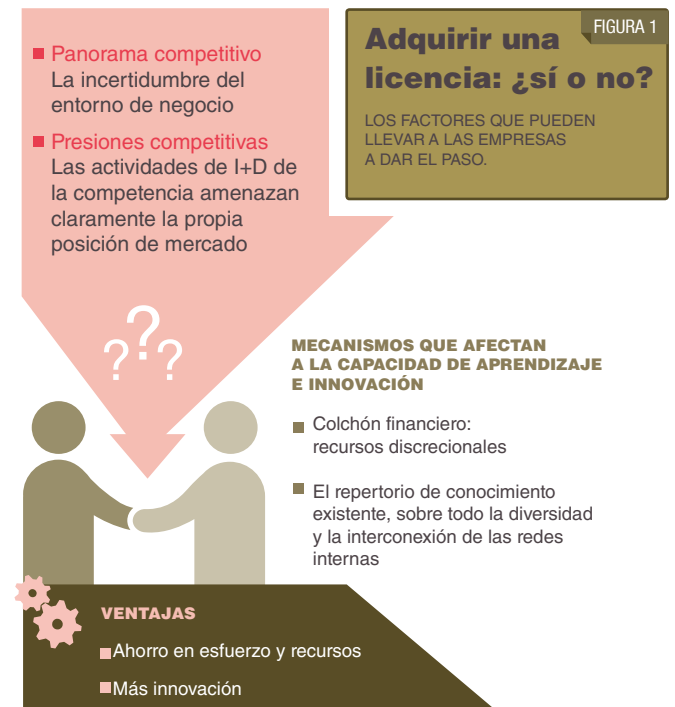 FIGURA 1
Adquirir una
licencia: ¿sí o no?
LOS FACTORES QUE PUEDEN
LLEVAR A LAS EMPRESAS
A DAR EL PASO.
Panorama competitivo
La incertidumbre del
entorno de negocio
Presiones competitivas
Las actividades de I+D de
la competencia amenazan
claramente la propia
posición de mercado
???
MECANISMOS QUE AFECTAN
A LA CAPACIDAD DE APRENDIZAJE
E INNOVACIÓN
Colchón financiero:
recursos discrecionales
El repertorio de conocimiento
existente, sobre todo la diversidad
y la interconexión de las redes
internas
VENTAJAS
Ahorro en esfuerzo y recursos
Más innovación